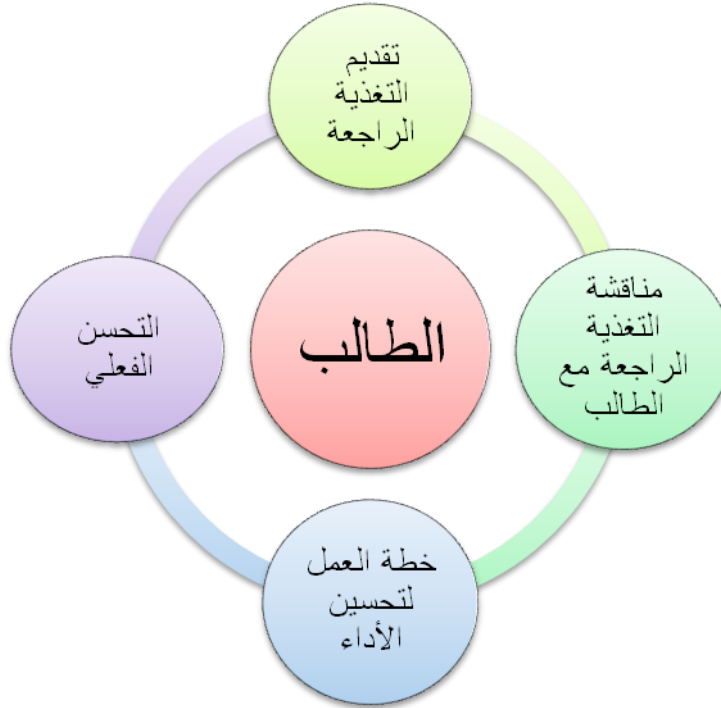 تقديم
التغذية
الراجعة
مناقشة
التغذية
الراجعة مع
الطالب
الطالب
التحسن
الفعلي
خطة العمل
لتحسين
الأداء